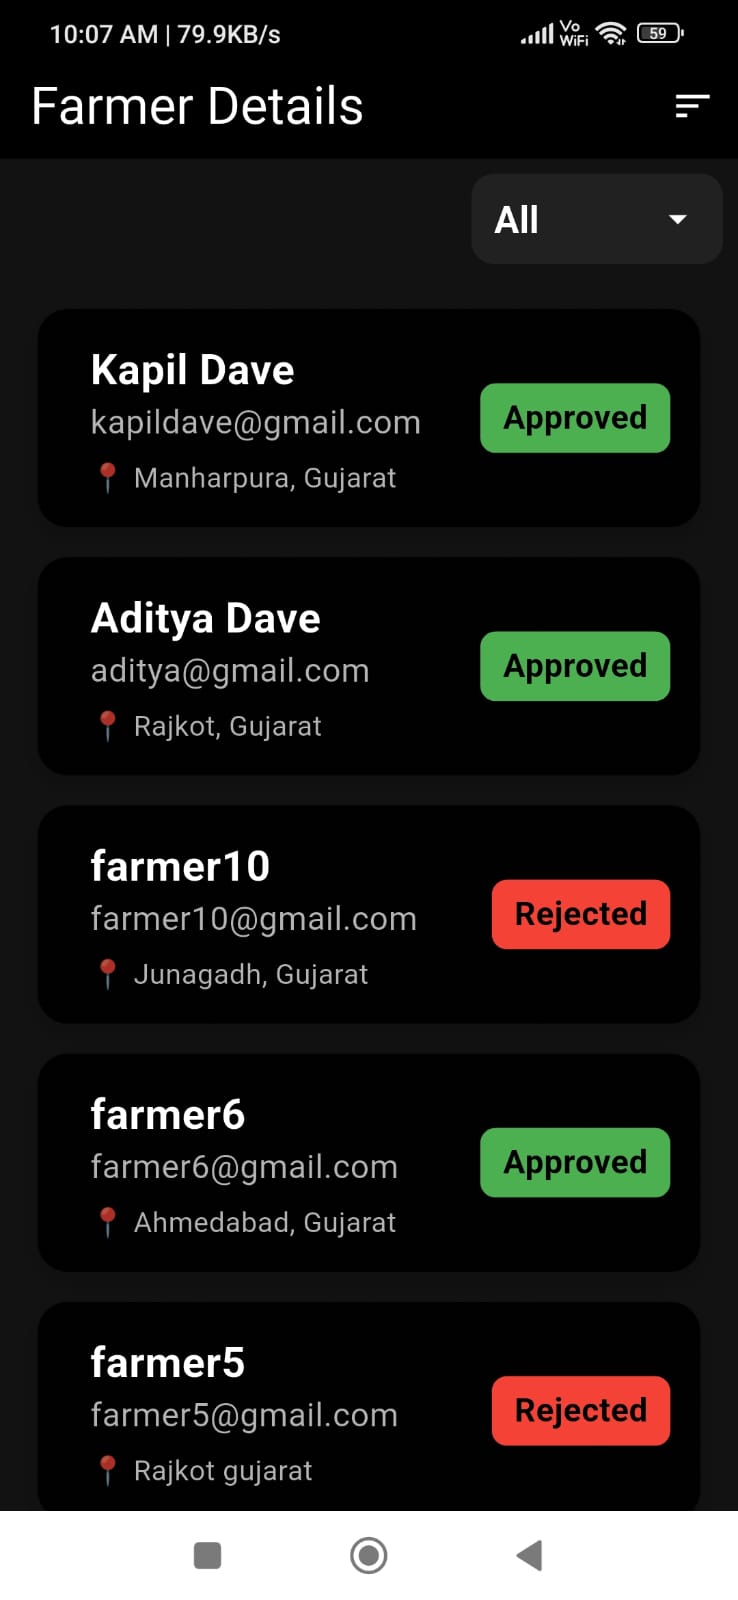 10:07 AM | 79.9KB/s
Vo
WiFi
59
Farmer Details
All
Kapil Dave
kapildave@gmail.com
Approved
Manharpura, Gujarat
Aditya Dave
aditya@gmail.com
Approved
Rajkot, Gujarat
farmer10
farmer10@gmail.com
Rejected
Junagadh, Gujarat
farmer6
farmer6@gmail.com
Approved
Ahmedabad, Gujarat
farmer5
farmer5@gmail.com
Rejected
Rajkot gujarat